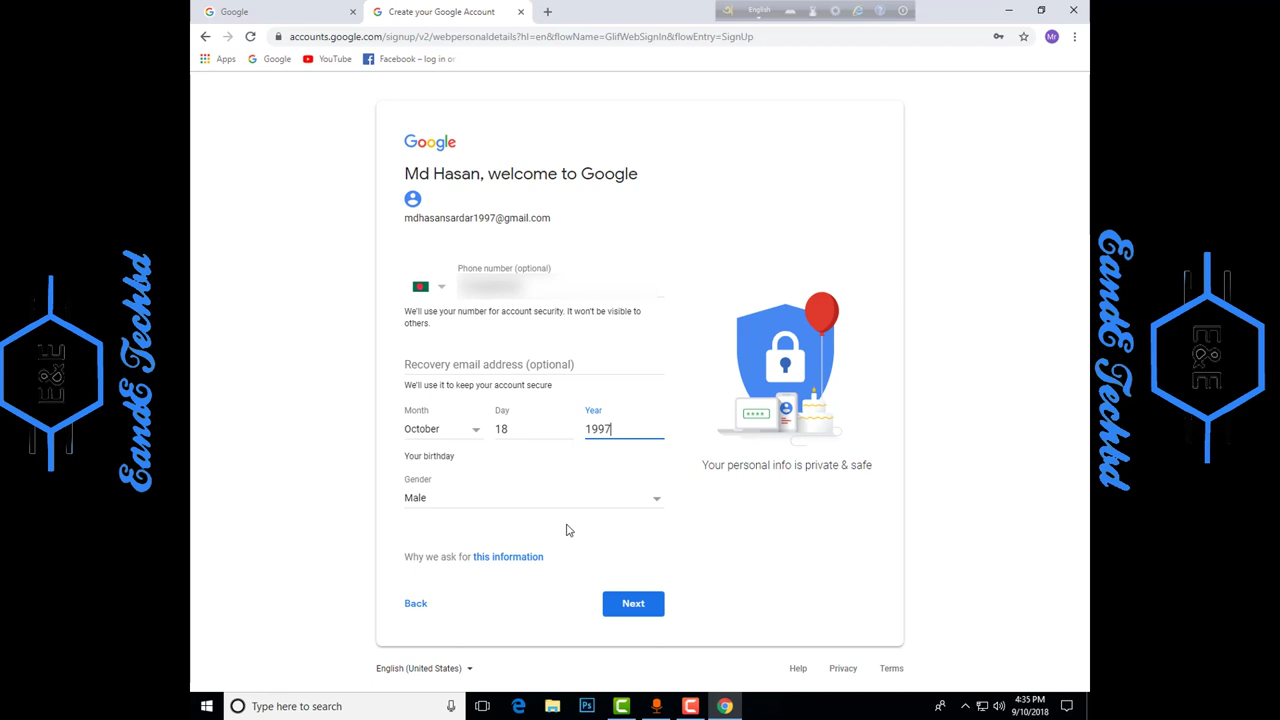 Google
Create your Google Account
English
accounts.google.com/signup/v2/webpersonaldetails?hl=en&flowName=GlifWebSignIn&flowEntry=SignUp
Mr
Apps
Google
YouTube
Facebook – log in or
Google
Md Hasan, welcome to Google
mdhasansardar1997@gmail.com
Phone number (optional)
We'll use your number for account security. It won't be visible to
others.
Recovery email address (optional)
We'll use it to keep your account secure
Month
Day
Year
October
18
1997
Your birthday
Gender
Male
Your personal info is private & safe
Why we ask for this information
Back
Next
English (United States)
Help
Privacy
Terms
EandE Techbd
E&E
EandE Techbd
E&E
Type here to search
Ps
4:35 PM
9/10/2018